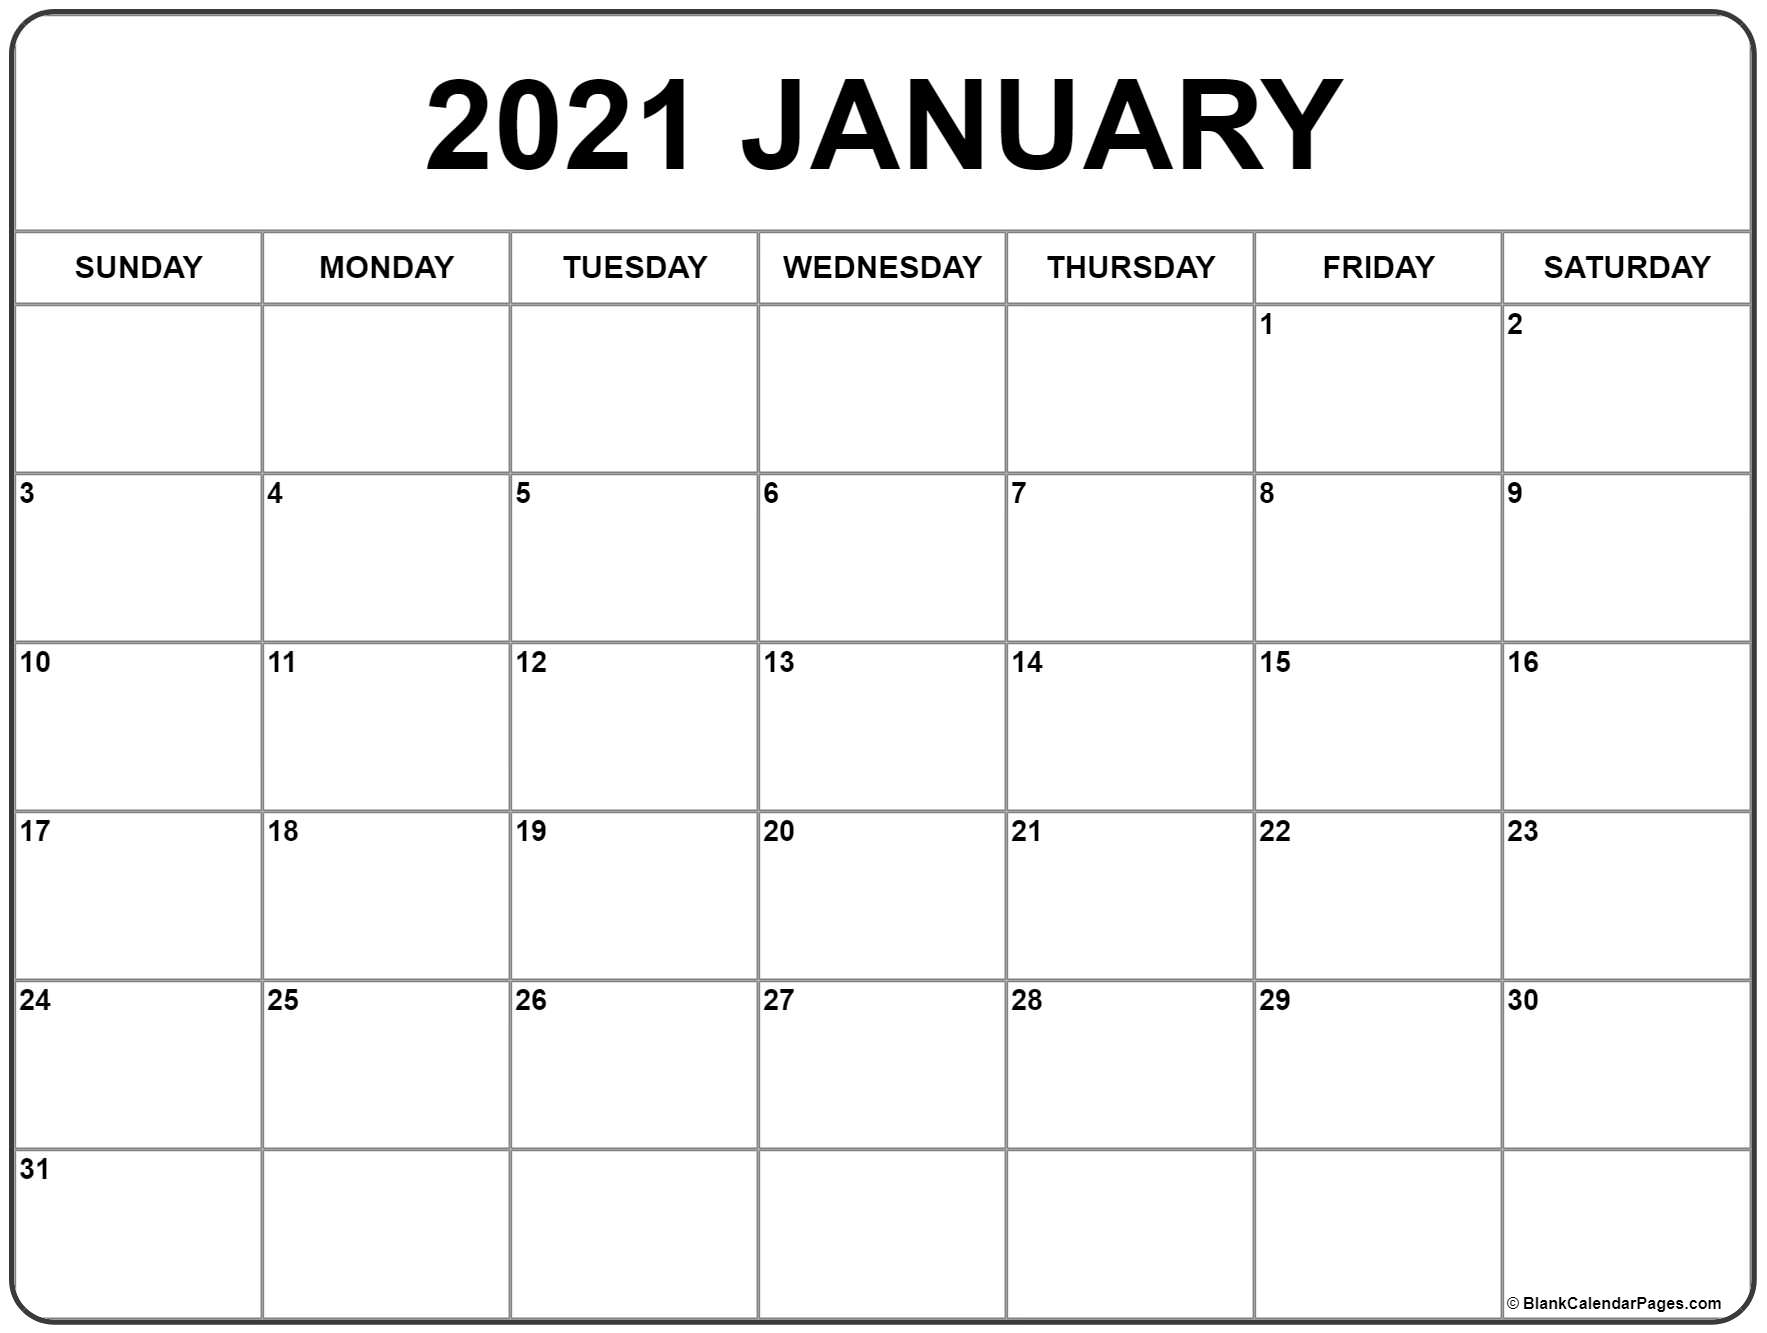 2021 JANUARY
SUNDAY MONDAY TUESDAY WEDNESDAY THURSDAY FRIDAY SATURDAY
1 2
3 4 5 6 7 8 9
10 11 12 13 14 15 16
17 18 19 20 21 22 23
24 25 26 27 28 29 30
31
© BlankCalendarPages.com